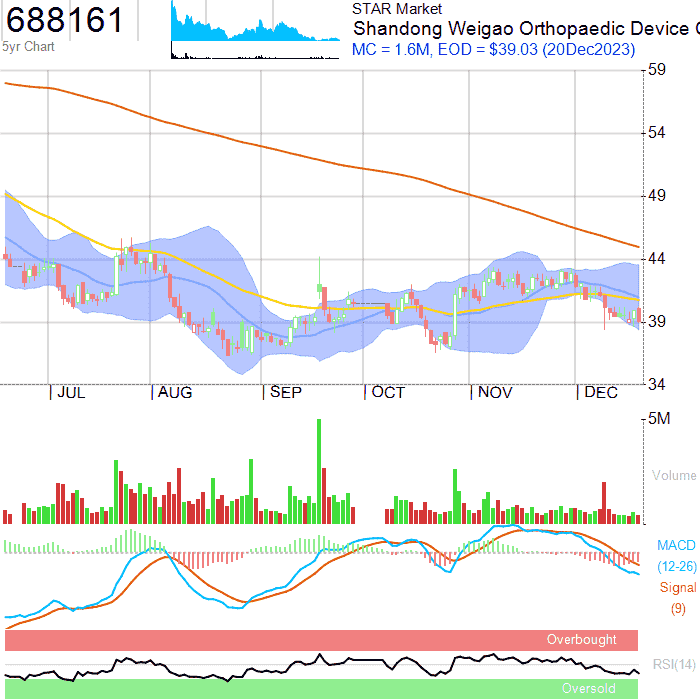 688161
5yr Chart
STAR Market
Shandong Weigao Orthopaedic Device
MC = 1.6M, EOD = $39.03 (20Dec2023)
59
54
49
44
39
34
JUL
AUG
SEP
OCT
NOV
DEC
5M
Volume
MACD
(12-26)
Signal
(9)
Overbought
RSI(14)
Oversold